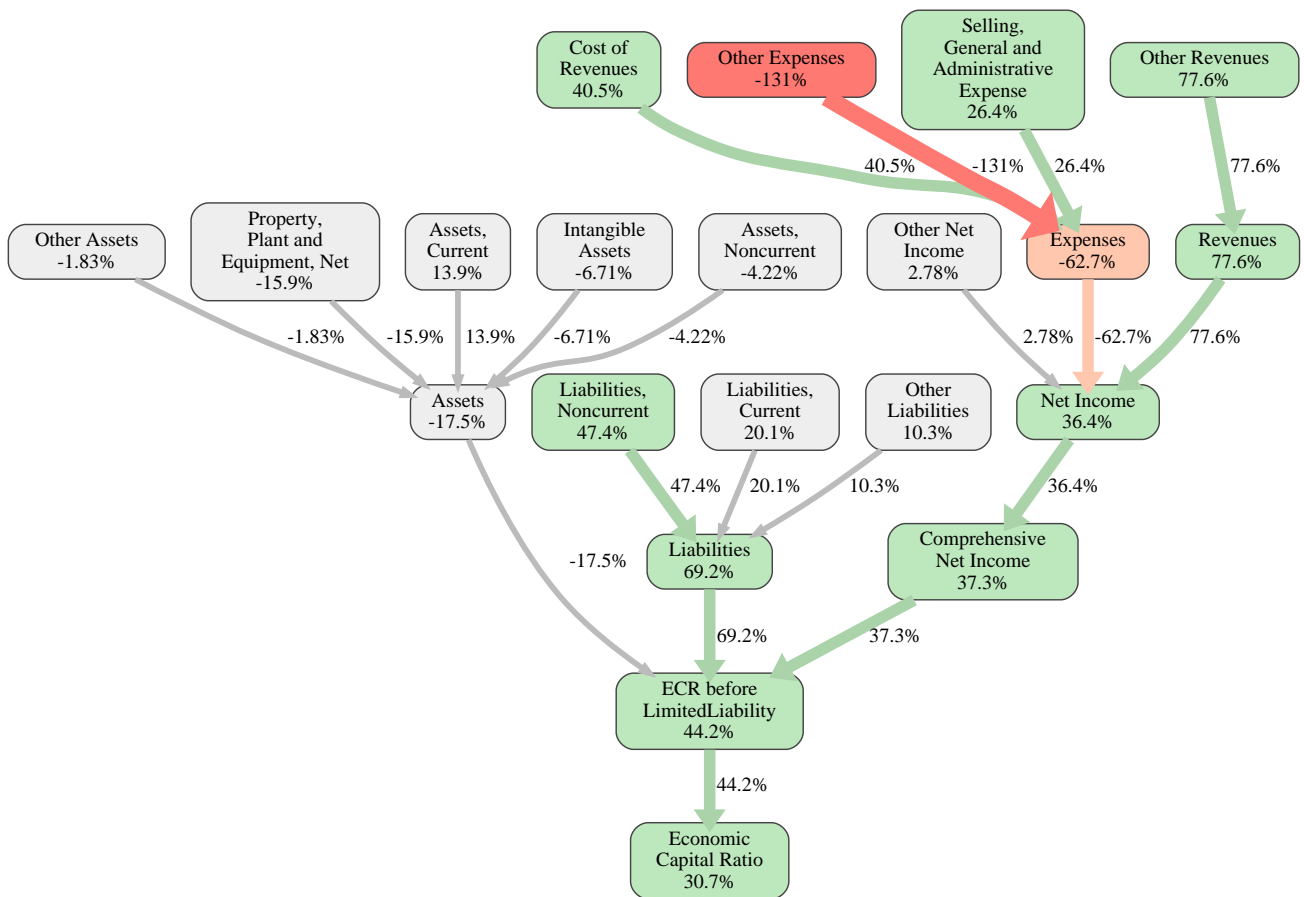 Cost of
Revenues
40.5%
Other Expenses
-131%
Selling,
General and
Administrative
Expense
26.4%
Other Revenues
77.6%
40.5%
-131%
26.4%
77.6%
Other Assets
-1.83%
Property,
Plant and
Equipment, Net
-15.9%
Assets,
Current
13.9%
Intangible
Assets
-6.71%
Assets,
Noncurrent
-4.22%
Other Net
Income
2.78%
Expenses
-62.7%
Revenues
77.6%
-1.83%
-15.9%
13.9%
-6.71%
-4.22%
2.78%
-62.7%
77.6%
Assets
-17.5%
Liabilities,
Noncurrent
47.4%
Liabilities,
Current
20.1%
Other
Liabilities
10.3%
Net Income
36.4%
47.4%
20.1%
10.3%
36.4%
Liabilities
69.2%
Comprehensive
Net Income
37.3%
-17.5%
69.2%
37.3%
ECR before
LimitedLiability
44.2%
44.2%
Economic
Capital Ratio
30.7%